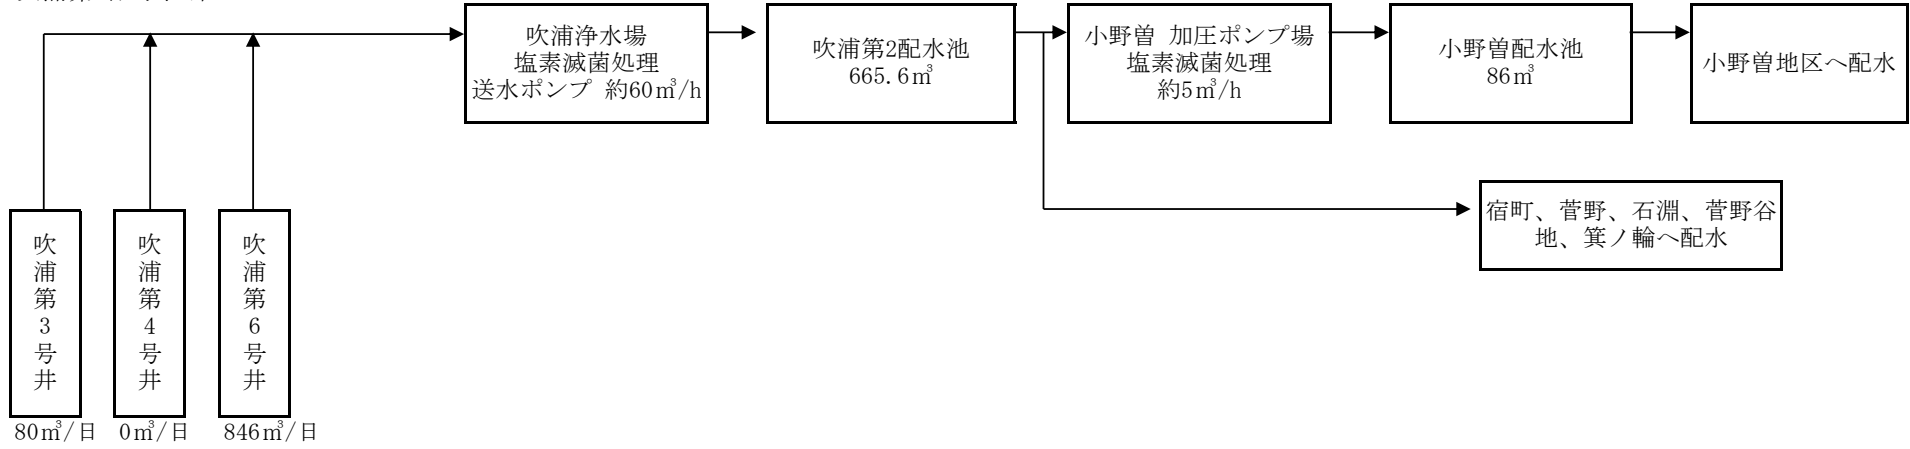 吹浦浄水場
塩素滅菌処理
送水ポンプ 約60㎥/h
吹浦第2配水池
665.6㎥
小野曽 加圧ポンプ場
塩素滅菌処理
約5㎥/h
小野曽配水池
86㎥
小野曽地区へ配水
宿町、菅野、石淵、菅野谷
地、箕ノ輪へ配水
吹浦第3号井
吹浦第4号井
吹浦第6号井
80㎥/日
0㎥/日
846㎥/日